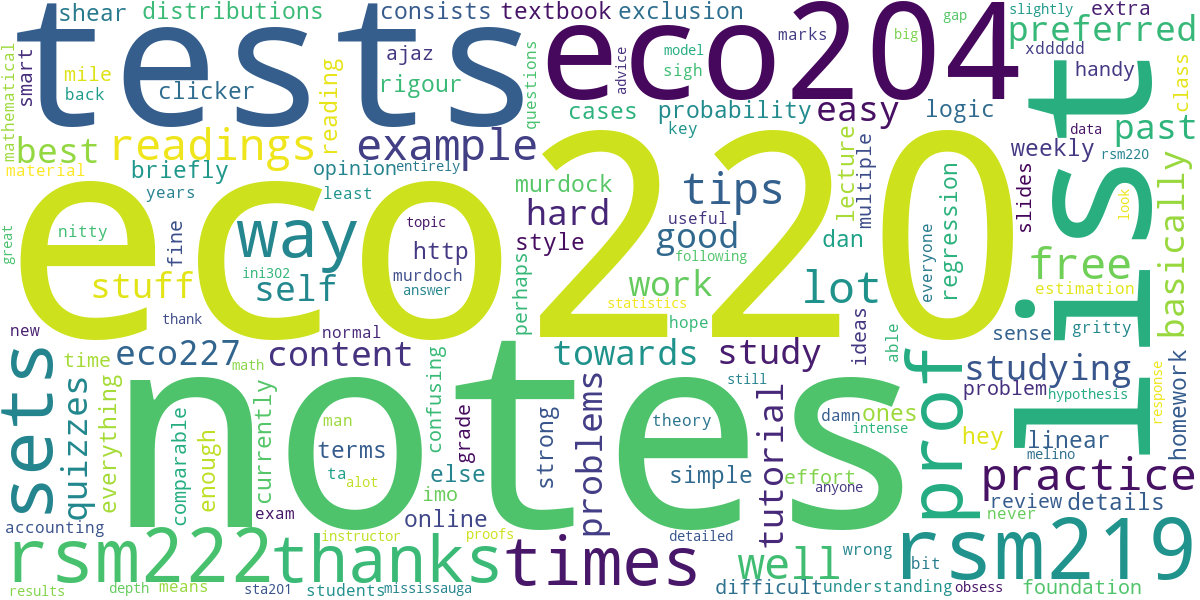 shear
distributions
consists
textbook
exclusion
slightly
extra
tests
eco204
gap
preferred
marks
big
xddddd
ajaz
model
mathematical
smart
mile
back
clicker
rigour
questions
advice
sigh
handy
class
reading
cases
probability
easy
logic
list
past
key
data
best
readings
example
weekly
rsm220
material
briefly
opinion
entirely
lecture
multiple
slides
basically
years
least
murdock
tips
eco220
way
topic
hard
useful
good
dan
regression
everyone
look
great
nitty
fine
http
style
following
free
ini302
self
murdoch
answer
stuff
perhaps
work
statistics
lot
estimation
thank
hope
new
normal
ideas
able
sense
gritty
time
eco227
math
content
towards
study
studying
homework
sets
quizzes
everything
notes
confusing
still
prof
problem
hypothesis
response
comparable
enough
currently
man
grade
strong
problems
theory
tutorial
damn
ones
intense
hey
linear
melino
terms
ta
alot
else
imo
simple
effort
anyone
practice
accounting
exam
online
review
details
never
rsm222
thanks
instructor
proofs
times
detailed
well
wrong
bit
rsm219
results
depth
means
sta201
students
mississauga
difficult
understanding
obsess
foundation